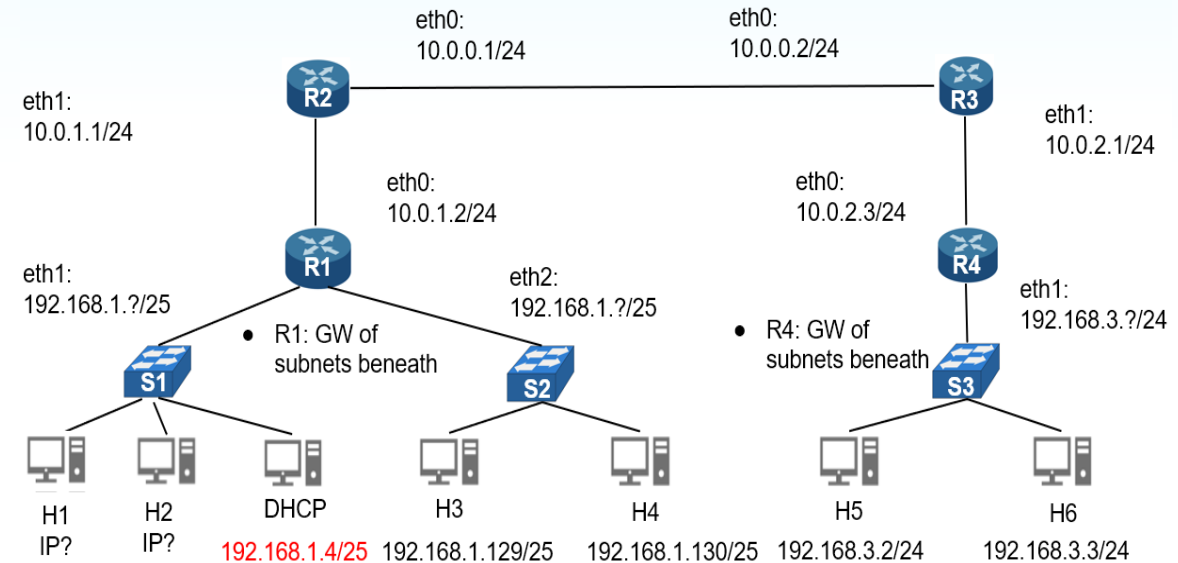 eth0:
10.0.0.1/24
eth0:
10.0.0.2/24
R2
R3
eth1:
10.0.1.1/24
eth1:
10.0.2.1/24
eth0:
10.0.1.2/24
eth0:
10.0.2.3/24
R1
R4
eth1:
192.168.1.?/25
eth2:
192.168.1.?/25
eth1:
192.168.3.?/24
● R1: GW of
subnets beneath
● R4: GW of
subnets beneath
S1
S2
S3
H1
IP?
H2
IP?
DHCP
192.168.1.4/25
H3
192.168.1.129/25
H4
192.168.1.130/25
H5
192.168.3.2/24
H6
192.168.3.3/24